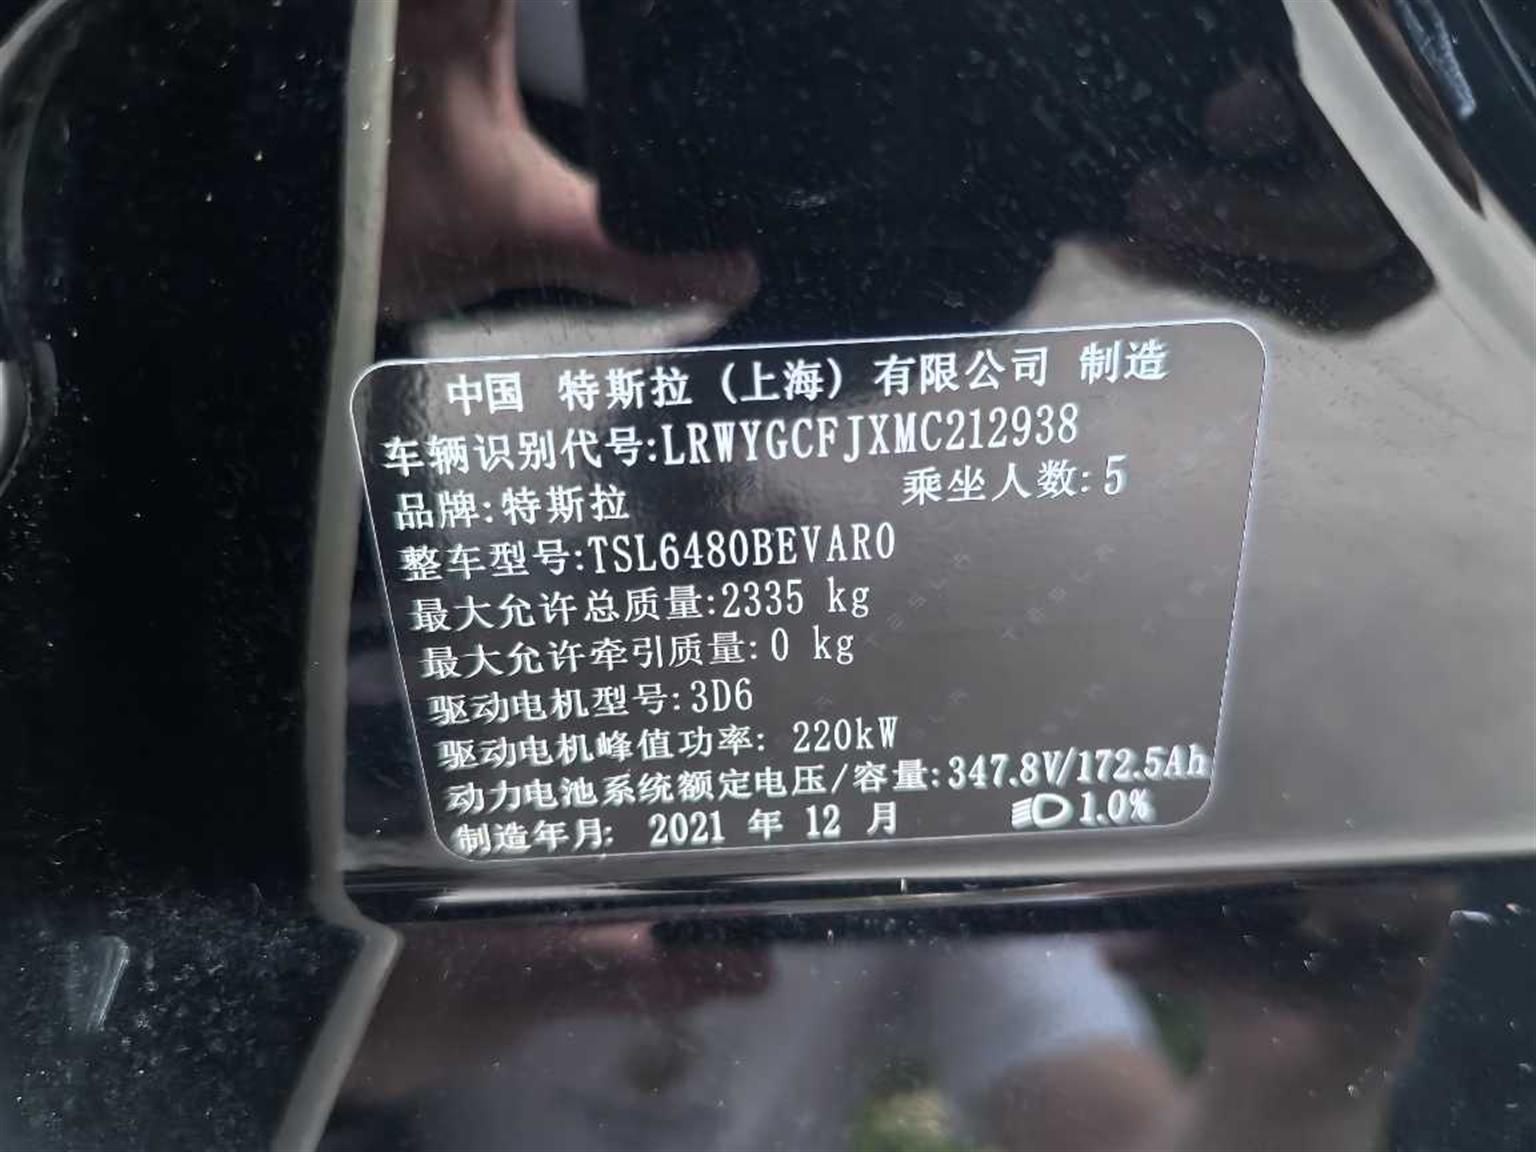 中国 特斯拉 (上海) 有限公司 制造
车辆识别代号:LRWYGCFJXMC212938
品牌:特斯拉 乘坐人数:5
整车型号:TSL6480BEVAR0
最大允许总质量:2335 kg
最大允许牵引质量:0 kg
驱动电机型号:3D6
驱动电机峰值功率: 220kW
动力电池系统额定电压/容量:347.8V/172.5Ah
制造年月: 2021 年 12 月 1.0%
TESLA TESLA
TESLA TESLA